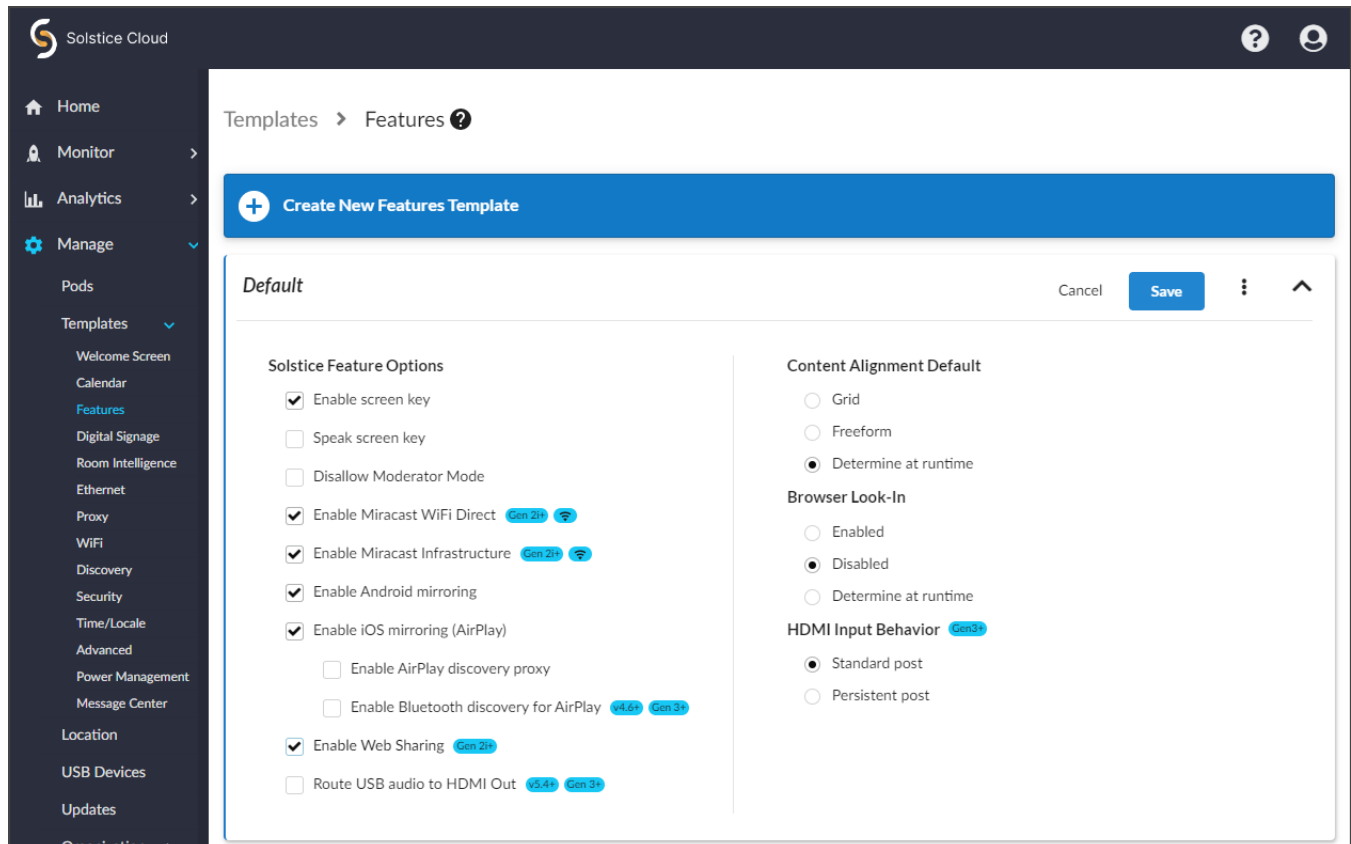 Solstice Cloud
Home
Monitor
Analytics
Manage
Pods
Templates
Welcome Screen
Calendar
Features
Digital Signage
Room Intelligence
Ethernet
Proxy
WiFi
Discovery
Security
Time/Locale
Advanced
Power Management
Message Center
Location
USB Devices
Updates
Templates > Features ?
Create New Features Template
Default
Cancel Save
Solstice Feature Options
Enable screen key
Speak screen key
Disallow Moderator Mode
Enable Miracast WiFi Direct Gen 2i+
Enable Miracast Infrastructure Gen 2i+
Enable Android mirroring
Enable iOS mirroring (AirPlay)
Enable AirPlay discovery proxy
Enable Bluetooth discovery for AirPlay v4.6+ Gen 3+
Enable Web Sharing Gen 2i+
Route USB audio to HDMI Out v5.4+ Gen 3+
Content Alignment Default
Grid
Freeform
Determine at runtime
Browser Look-In
Enabled
Disabled
Determine at runtime
HDMI Input Behavior Gen3+
Standard post
Persistent post